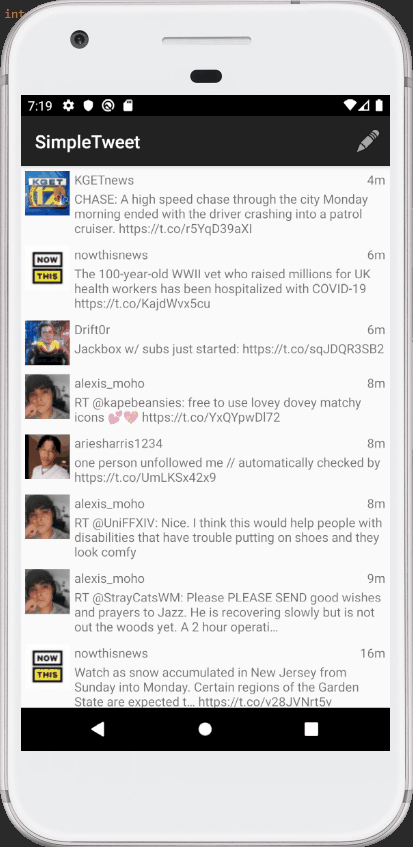 int
7:19
SimpleTweet
KGETnews 4m
CHASE: A high speed chase through the city Monday
morning ended with the driver crashing into a patrol
cruiser. https://t.co/r5YqD39aXI
nowthisnews 6m
The 100-year-old WWII vet who raised millions for UK
health workers has been hospitalized with COVID-19
https://t.co/KajdWvx5cu
Drift0r 6m
Jackbox w/ subs just started: https://t.co/sqJDQR3SB2
alexis_moho 8m
RT @kapebeansies: free to use lovey dovey matchy
icons 💕💖 https://t.co/YxQYpwDl72
ariesharris1234 8m
one person unfollowed me // automatically checked by
https://t.co/UmLKSx42x9
alexis_moho 8m
RT @UniFFXIV: Nice. I think this would help people with
disabilities that have trouble putting on shoes and they
look comfy
alexis_moho 9m
RT @StrayCatsWM: Please PLEASE SEND good wishes
and prayers to Jazz. He is recovering slowly but is not
out the woods yet. A 2 hour operati…
nowthisnews 16m
Watch as snow accumulated in New Jersey from
Sunday into Monday. Certain regions of the Garden
State are expected t… https://t.co/v28JVNrt5v
KGET
17
NOW
THIS
NOW
THIS